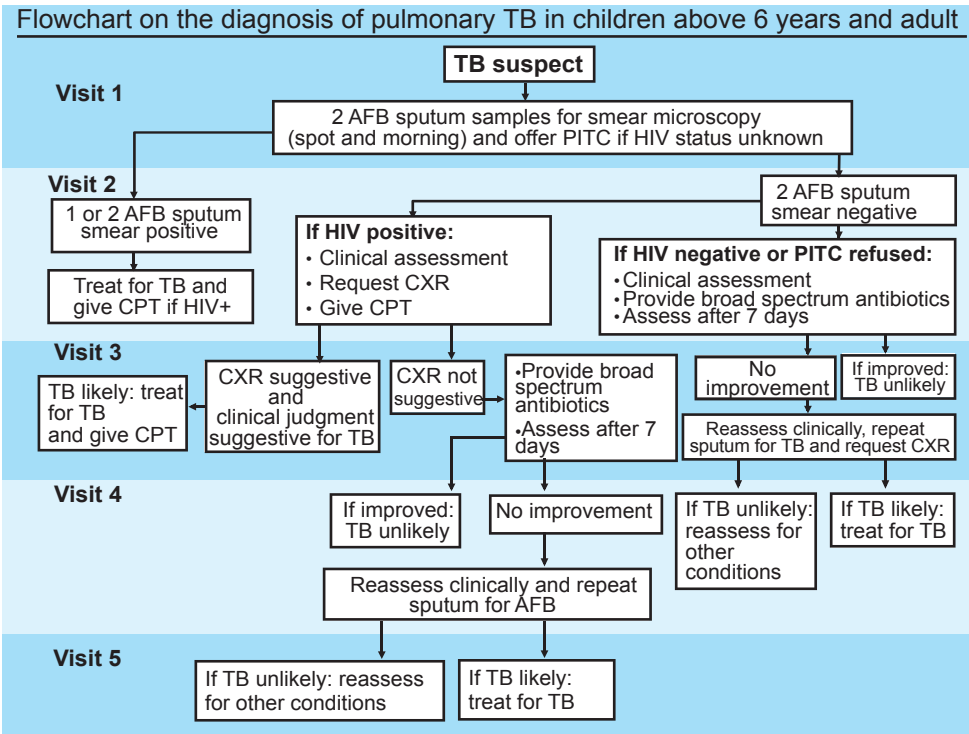 Flowchart on the diagnosis of pulmonary TB in children above 6 years and adult
TB suspect
Visit 1
2 AFB sputum samples for smear microscopy
(spot and morning) and offer PITC if HIV status unknown
Visit 2
1 or 2 AFB sputum
smear positive
2 AFB sputum
smear negative
Treat for TB and
give CPT if HIV+
If HIV positive:
• Clinical assessment
• Request CXR
• Give CPT
If HIV negative or PITC refused:
• Clinical assessment
• Provide broad spectrum antibiotics
• Assess after 7 days
Visit 3
TB likely: treat
for TB
and give CPT
CXR suggestive
and
clinical judgment
suggestive for TB
CXR not
suggestive
•Provide broad
spectrum
antibiotics
•Assess after 7
days
No
improvement
If improved:
TB unlikely
Reassess clinically, repeat
sputum for TB and request CXR
Visit 4
If improved:
TB unlikely
No improvement
If TB unlikely:
reassess for
other
conditions
If TB likely:
treat for TB
Reassess clinically and repeat
sputum for AFB
Visit 5
If TB unlikely: reassess
for other conditions
If TB likely:
treat for TB